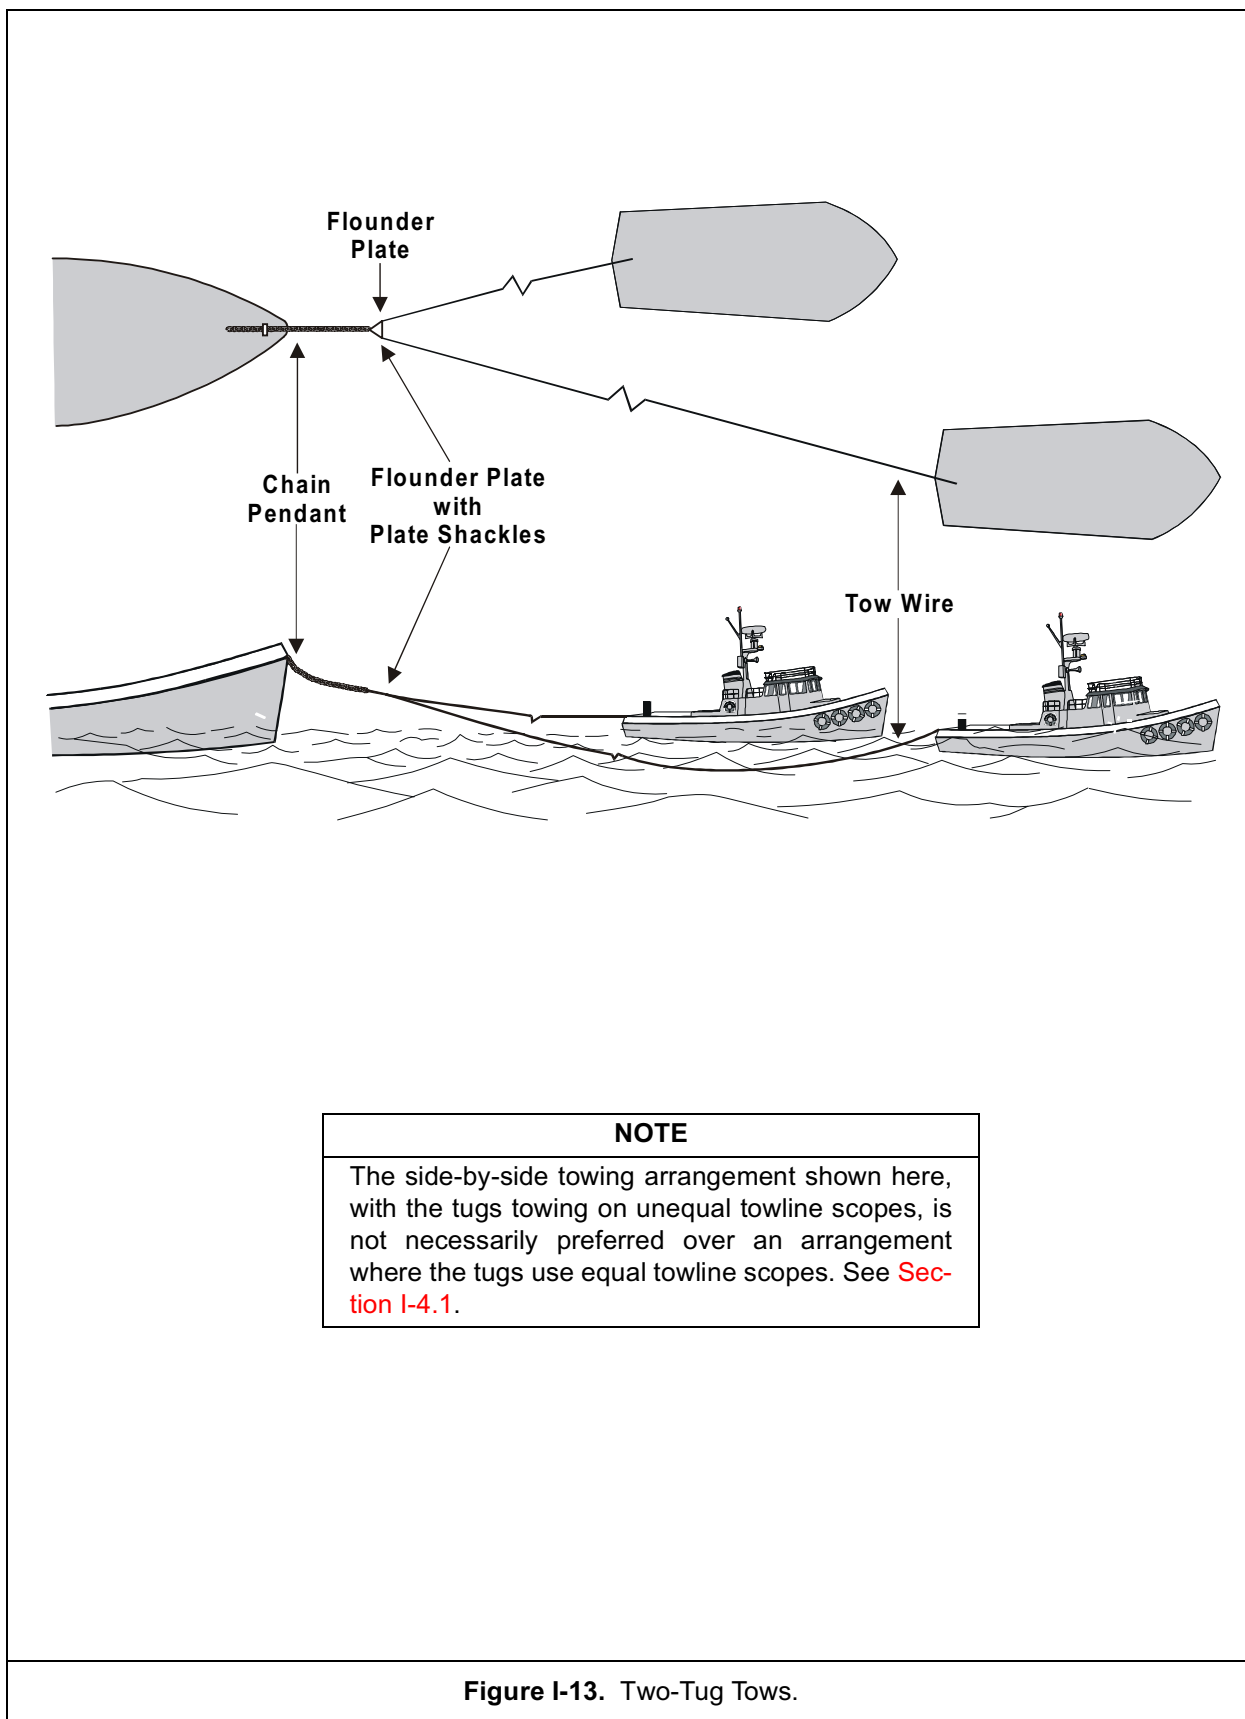 Flounder
Plate
Chain
Pendant
Flounder Plate
with
Plate Shackles
Tow Wire
NOTE
The side-by-side towing arrangement shown here,
with the tugs towing on unequal towline scopes, is
not necessarily preferred over an arrangement
where the tugs use equal towline scopes. See Sec-
tion I-4.1.
Figure I-13. Two-Tug Tows.